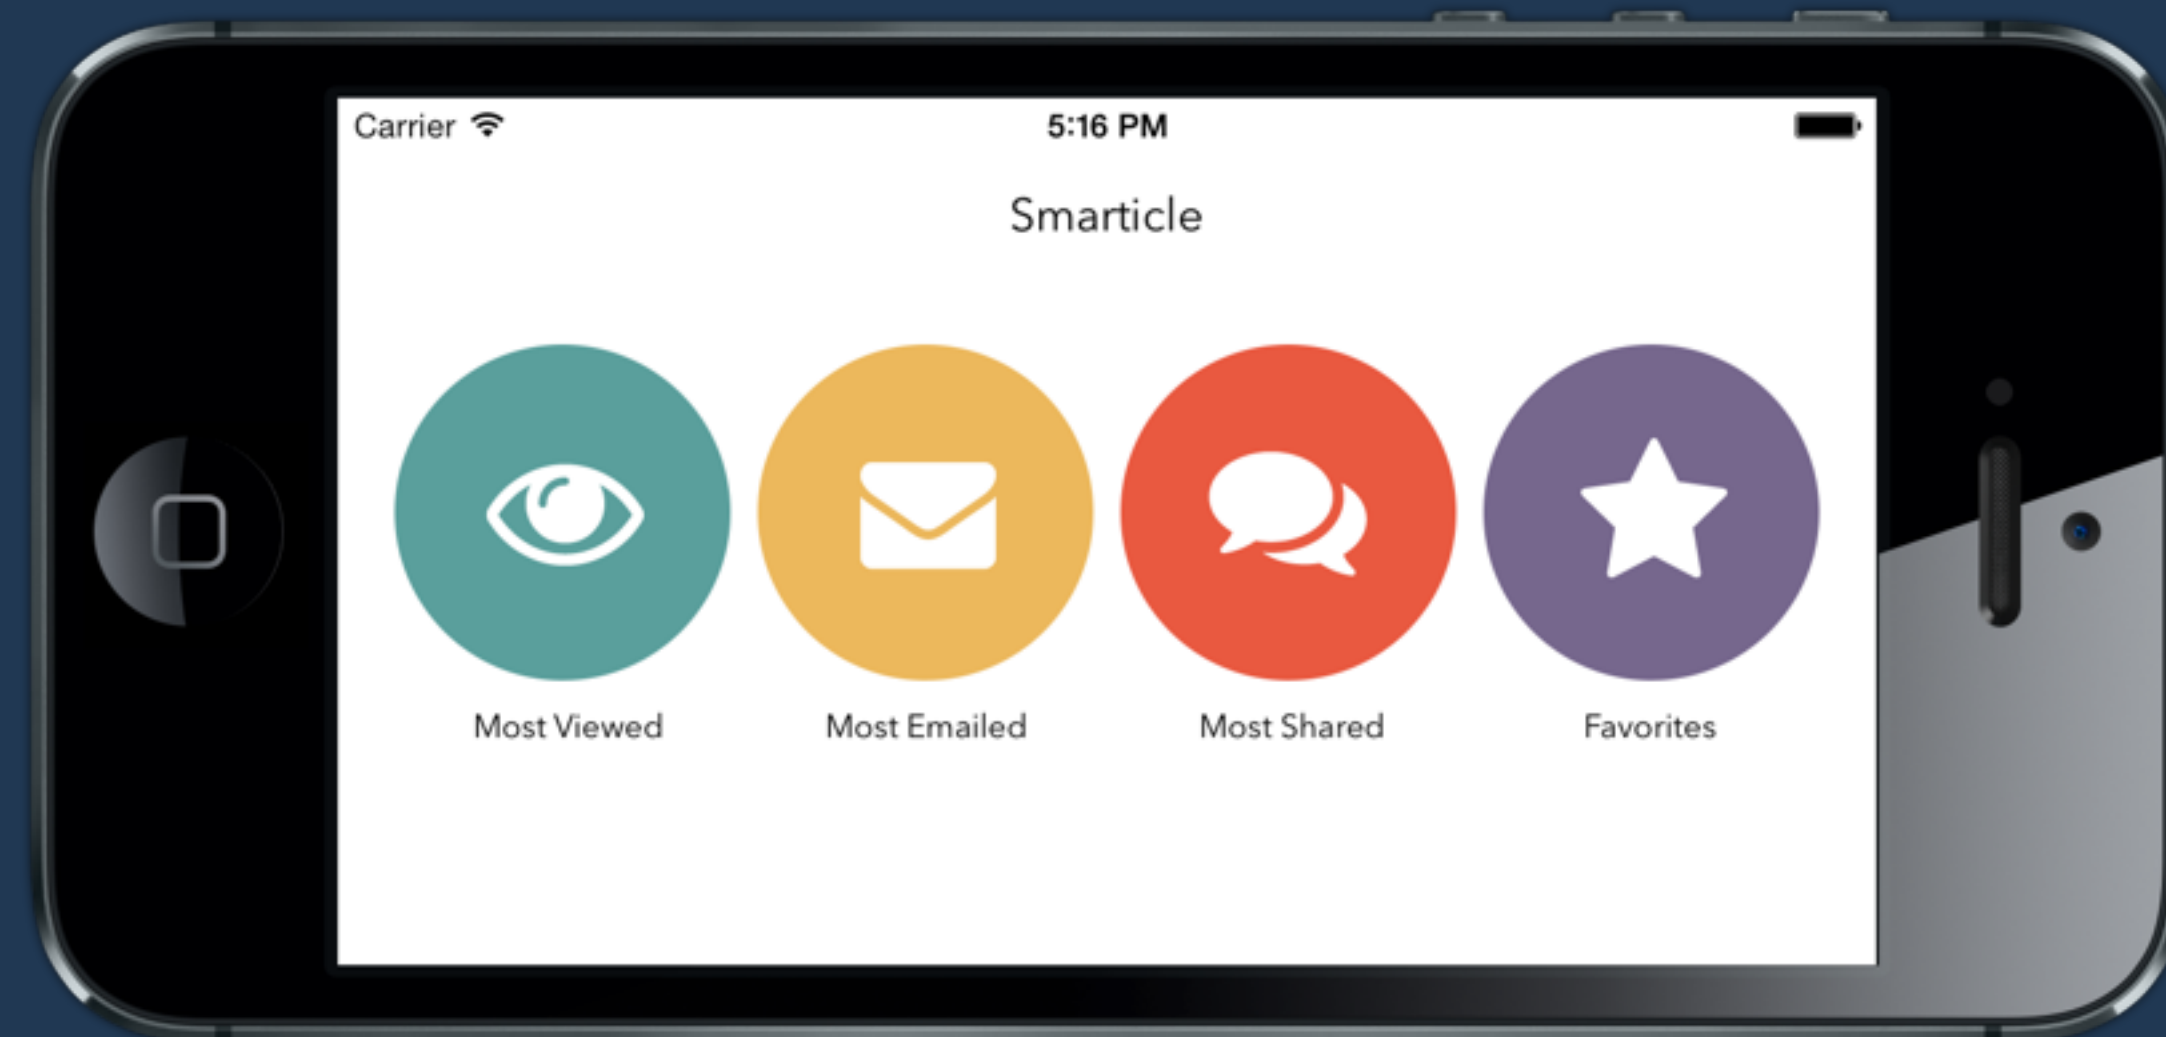 Carrier
5:16 PM
Smarticle
Most Viewed
Most Emailed
Most Shared
Favorites